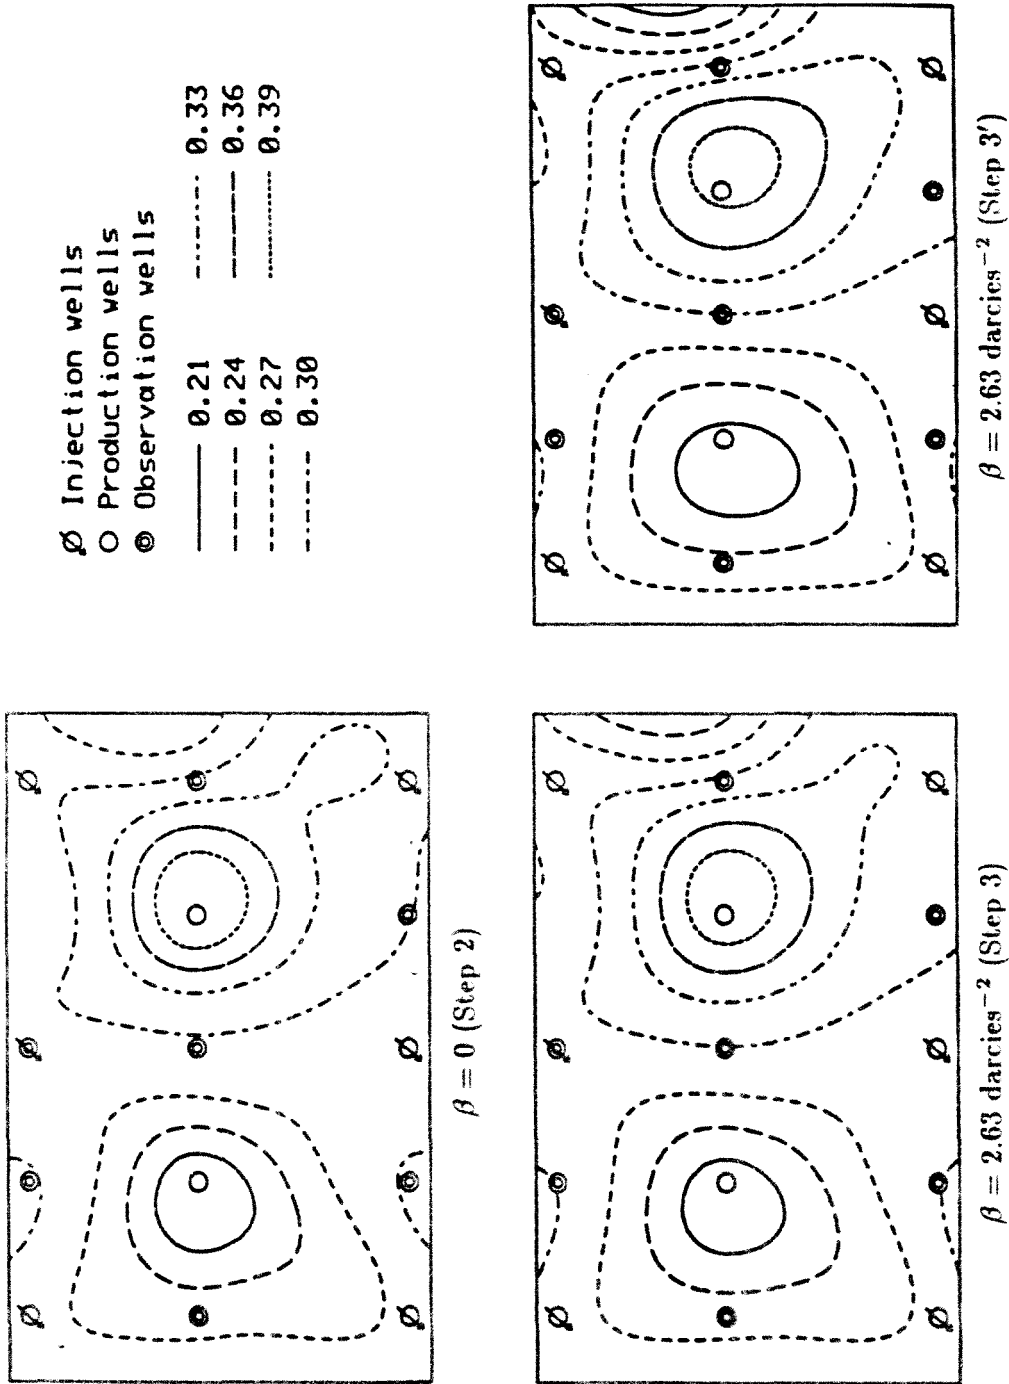 Ø Injection wells
O Production wells
◎ Observation wells
0.21
0.24
0.27
0.30
0.33
0.36
0.39
β = 0 (Step 2)
β = 2.63 darcies⁻² (Step 3)
β = 2.63 darcies⁻² (Step 3′)